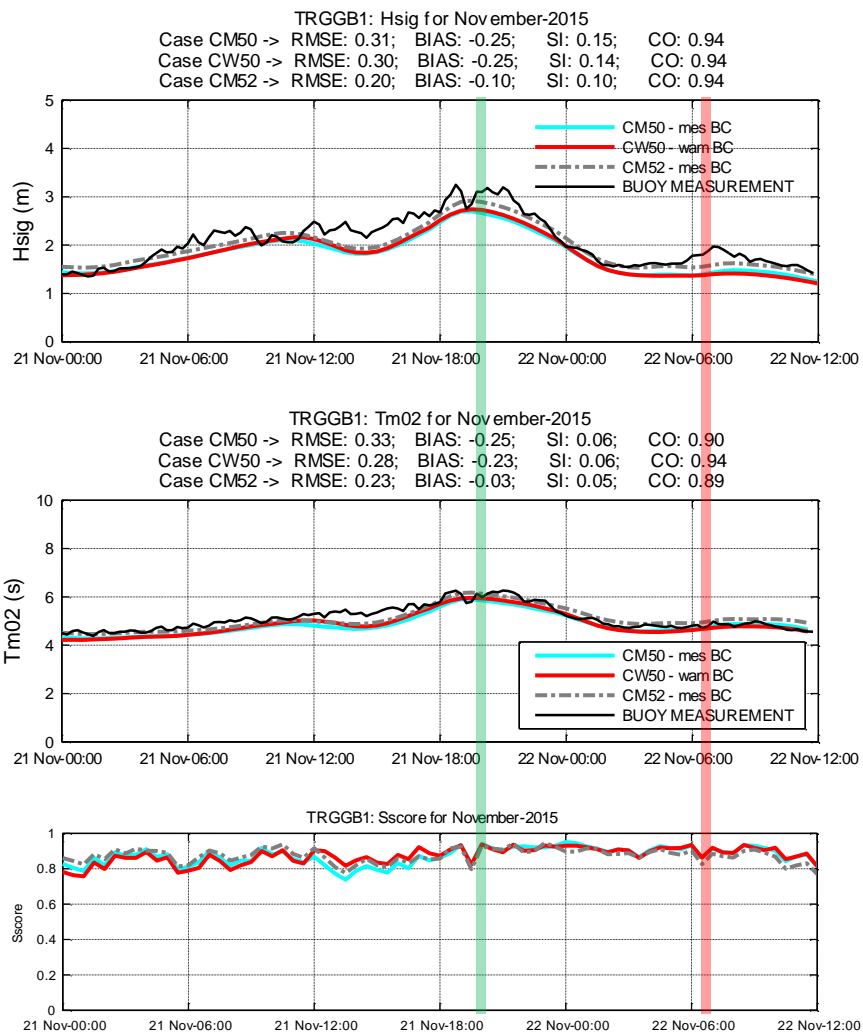 TRGGB1: Hsig for November-2015
Case CM50 -> RMSE: 0.31; BIAS: -0.25; SI: 0.15; CO: 0.94
Case CW50 -> RMSE: 0.30; BIAS: -0.25; SI: 0.14; CO: 0.94
Case CM52 -> RMSE: 0.20; BIAS: -0.10; SI: 0.10; CO: 0.94
5
4
3
2
1
0
Hsig (m)
CM50 - mes BC
CW50 - wam BC
CM52 - mes BC
BUOY MEASUREMENT
21 Nov-00:00 21 Nov-06:00 21 Nov-12:00 21 Nov-18:00 22 Nov-00:00 22 Nov-06:00 22 Nov-12:00
TRGGB1: Tm02 for November-2015
Case CM50 -> RMSE: 0.33; BIAS: -0.25; SI: 0.06; CO: 0.90
Case CW50 -> RMSE: 0.28; BIAS: -0.23; SI: 0.06; CO: 0.94
Case CM52 -> RMSE: 0.23; BIAS: -0.03; SI: 0.05; CO: 0.89
10
8
6
4
2
0
Tm02 (s)
CM50 - mes BC
CW50 - wam BC
CM52 - mes BC
BUOY MEASUREMENT
21 Nov-00:00 21 Nov-06:00 21 Nov-12:00 21 Nov-18:00 22 Nov-00:00 22 Nov-06:00 22 Nov-12:00
TRGGB1: Sscore for November-2015
1
0.8
0.6
0.4
0.2
0
Sscore
21 Nov-00:00 21 Nov-06:00 21 Nov-12:00 21 Nov-18:00 22 Nov-00:00 22 Nov-06:00 22 Nov-12:00